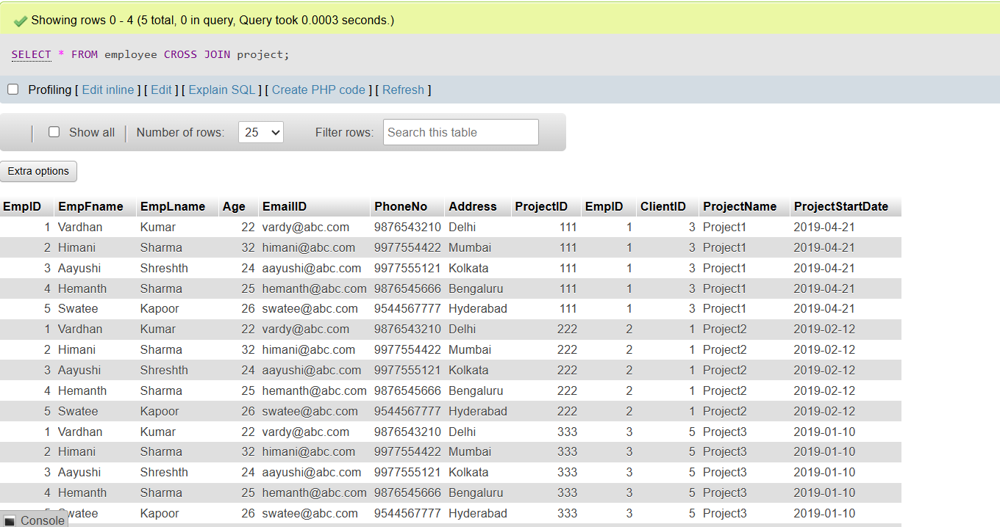 Showing rows 0 - 4 (5 total, 0 in query, Query took 0.0003 seconds.)
SELECT * FROM employee CROSS JOIN project;
Profiling [ Edit inline ] [ Edit ] [ Explain SQL ] [ Create PHP code ] [ Refresh ]
Show all Number of rows: 25 Filter rows: Search this table
Extra options
EmpID EmpFname EmpLname Age EmailID PhoneNo Address ProjectID EmpID ClientID ProjectName ProjectStartDate
1 Vardhan Kumar 22 vardy@abc.com 9876543210 Delhi 111 1 3 Project1 2019-04-21
2 Himani Sharma 32 himani@abc.com 9977554422 Mumbai 111 1 3 Project1 2019-04-21
3 Aayushi Shreshth 24 aayushi@abc.com 9977555121 Kolkata 111 1 3 Project1 2019-04-21
4 Hemanth Sharma 25 hemanth@abc.com 9876545666 Bengaluru 111 1 3 Project1 2019-04-21
5 Swatee Kapoor 26 swatee@abc.com 9544567777 Hyderabad 111 1 3 Project1 2019-04-21
1 Vardhan Kumar 22 vardy@abc.com 9876543210 Delhi 222 2 1 Project2 2019-02-12
2 Himani Sharma 32 himani@abc.com 9977554422 Mumbai 222 2 1 Project2 2019-02-12
3 Aayushi Shreshth 24 aayushi@abc.com 9977555121 Kolkata 222 2 1 Project2 2019-02-12
4 Hemanth Sharma 25 hemanth@abc.com 9876545666 Bengaluru 222 2 1 Project2 2019-02-12
5 Swatee Kapoor 26 swatee@abc.com 9544567777 Hyderabad 222 2 1 Project2 2019-02-12
1 Vardhan Kumar 22 vardy@abc.com 9876543210 Delhi 333 3 5 Project3 2019-01-10
2 Himani Sharma 32 himani@abc.com 9977554422 Mumbai 333 3 5 Project3 2019-01-10
3 Aayushi Shreshth 24 aayushi@abc.com 9977555121 Kolkata 333 3 5 Project3 2019-01-10
4 Hemanth Sharma 25 hemanth@abc.com 9876545666 Bengaluru 333 3 5 Project3 2019-01-10
Kapoor 26 swatee@abc.com 9544567777 Hyderabad 333 3 5 Project3 2019-01-10
Console